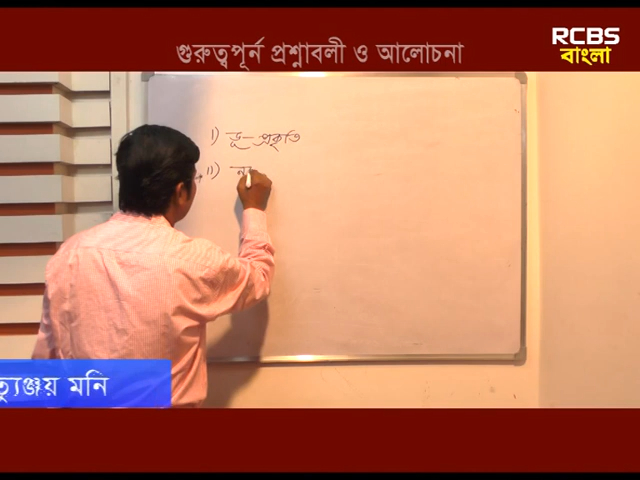 RCBS
বাংলা
গুরুত্বপূর্ন প্রশ্নাবলী ও আলোচনা
i) ভূ-প্রকৃতি
ii) ন
ত্যুঞ্জয় মনি